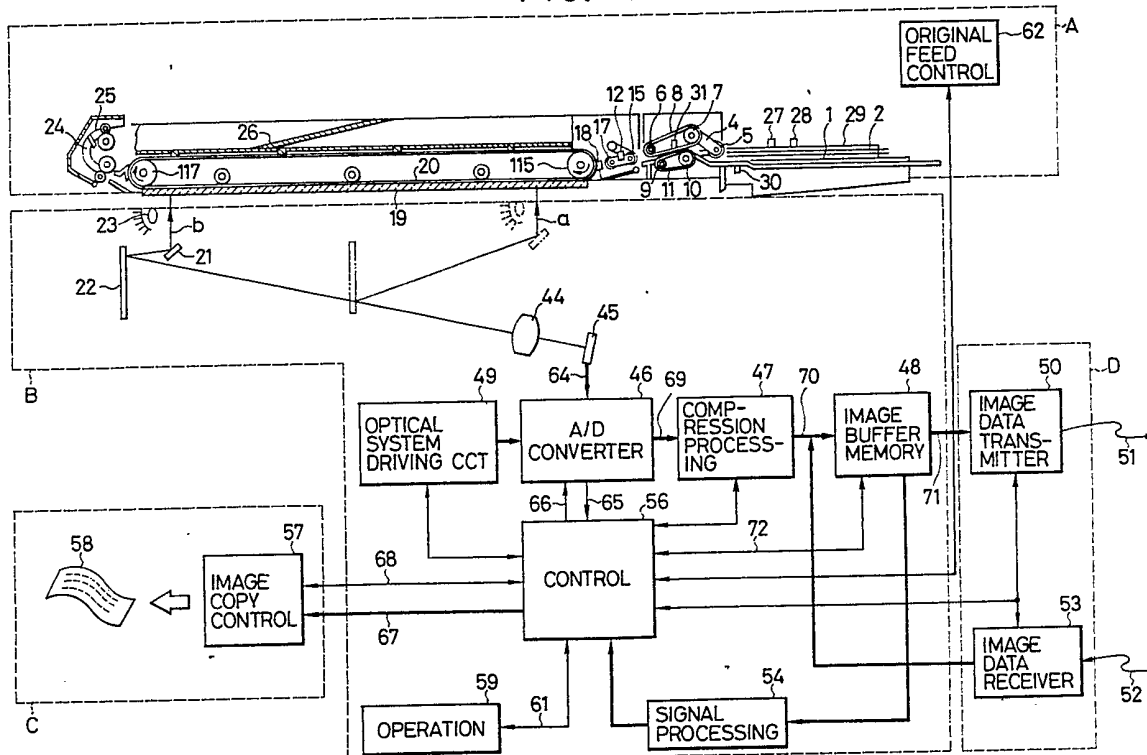 ORIGINAL
FEED
CONTROL
62
A
25
24
26
12
15
17
18
6
8
31
7
4
5
27
28
29
1
2
117
20
115
9
11
10
30
23
b
19
a
21
22
44
45
B
64
49
OPTICAL
SYSTEM
DRIVING CCT
46
A/D
CONVERTER
69
47
COMP-
RESSION
PROCESS-
ING
70
48
IMAGE
BUFFER
MEMORY
71
50
D
IMAGE
DATA
TRANS-
MITTER
51
66
65
56
CONTROL
72
58
57
IMAGE
COPY
CONTROL
68
67
53
IMAGE
DATA
RECEIVER
52
C
59
OPERATION
61
54
SIGNAL
PROCESSING